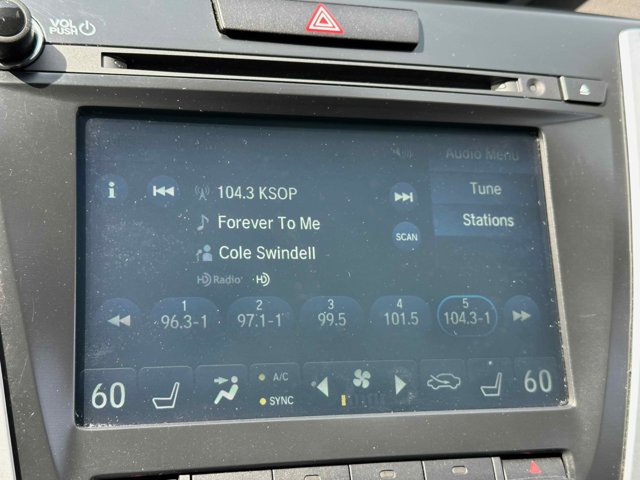 VOL
PUSH
Audio Menu
104.3 KSOP
Tune
Forever To Me
Stations
SCAN
Cole Swindell
HD Radio HD
1 2 3 4 5
96.3-1 97.1-1 99.5 101.5 104.3-1
60 A/C 60
SYNC